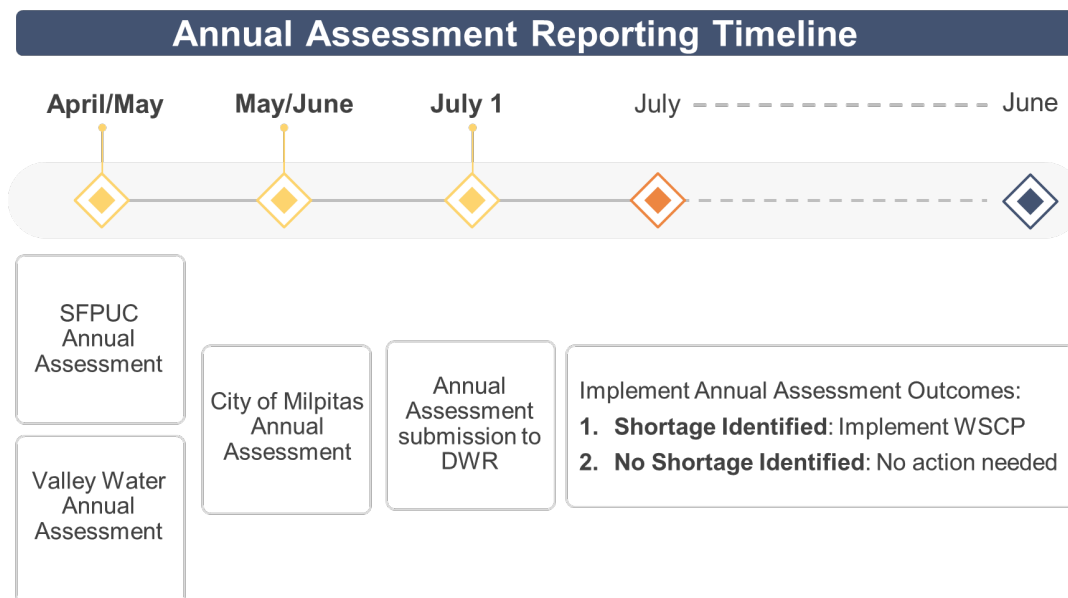 Annual Assessment Reporting Timeline
April/May
May/June
July 1
July
June
SFPUC
Annual
Assessment
Valley Water
Annual
Assessment
City of Milpitas
Annual
Assessment
Annual
Assessment
submission to
DWR
Implement Annual Assessment Outcomes:
1. Shortage Identified: Implement WSCP
2. No Shortage Identified: No action needed